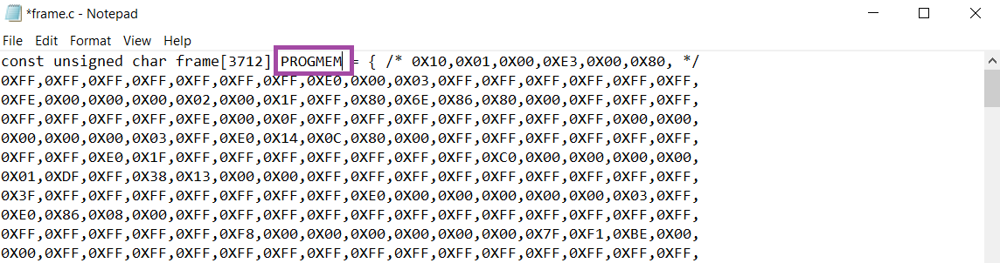 *frame.c - Notepad
File Edit Format View Help
const unsigned char frame[3712] PROGMEM = { /* 0X10,0X01,0X00,0XE3,0X00,0X80, */
0XFF,0XFF,0XFF,0XFF,0XFF,0XFF,0XFF,0XE0,0X00,0X03,0XFF,0XFF,0XFF,0XFF,0XFF,0XFF,
0XFE,0X00,0X00,0X00,0X02,0X00,0X1F,0XFF,0X80,0X6E,0X86,0X80,0X00,0XFF,0XFF,0XFF,
0XFF,0XFF,0XFF,0XFF,0XFE,0X00,0X0F,0XFF,0XFF,0XFF,0XFF,0XFF,0XFF,0XFF,0X00,0X00,
0X00,0X00,0X00,0X03,0XFF,0XE0,0X14,0X0C,0X80,0X00,0XFF,0XFF,0XFF,0XFF,0XFF,0XFF,
0XFF,0XFF,0XE0,0X1F,0XFF,0XFF,0XFF,0XFF,0XFF,0XFF,0XFF,0XC0,0X00,0X00,0X00,0X00,
0X01,0XDF,0XFF,0X38,0X13,0X00,0X00,0XFF,0XFF,0XFF,0XFF,0XFF,0XFF,0XFF,0XFF,0XFF,
0X3F,0XFF,0XFF,0XFF,0XFF,0XFF,0XFF,0XFF,0XE0,0X00,0X00,0X00,0X00,0X00,0X03,0XFF,
0XE0,0X86,0X08,0X00,0XFF,0XFF,0XFF,0XFF,0XFF,0XFF,0XFF,0XFF,0XFF,0XFF,0XFF,0XFF,
0XFF,0XFF,0XFF,0XFF,0XFF,0XF8,0X00,0X00,0X00,0X00,0X00,0X00,0X7F,0XF1,0XBE,0X00,
0X00,0XFF,0XFF,0XFF,0XFF,0XFF,0XFF,0XFF,0XFF,0XFF,0XFF,0XFF,0XFF,0XFF,0XFF,0XFF,